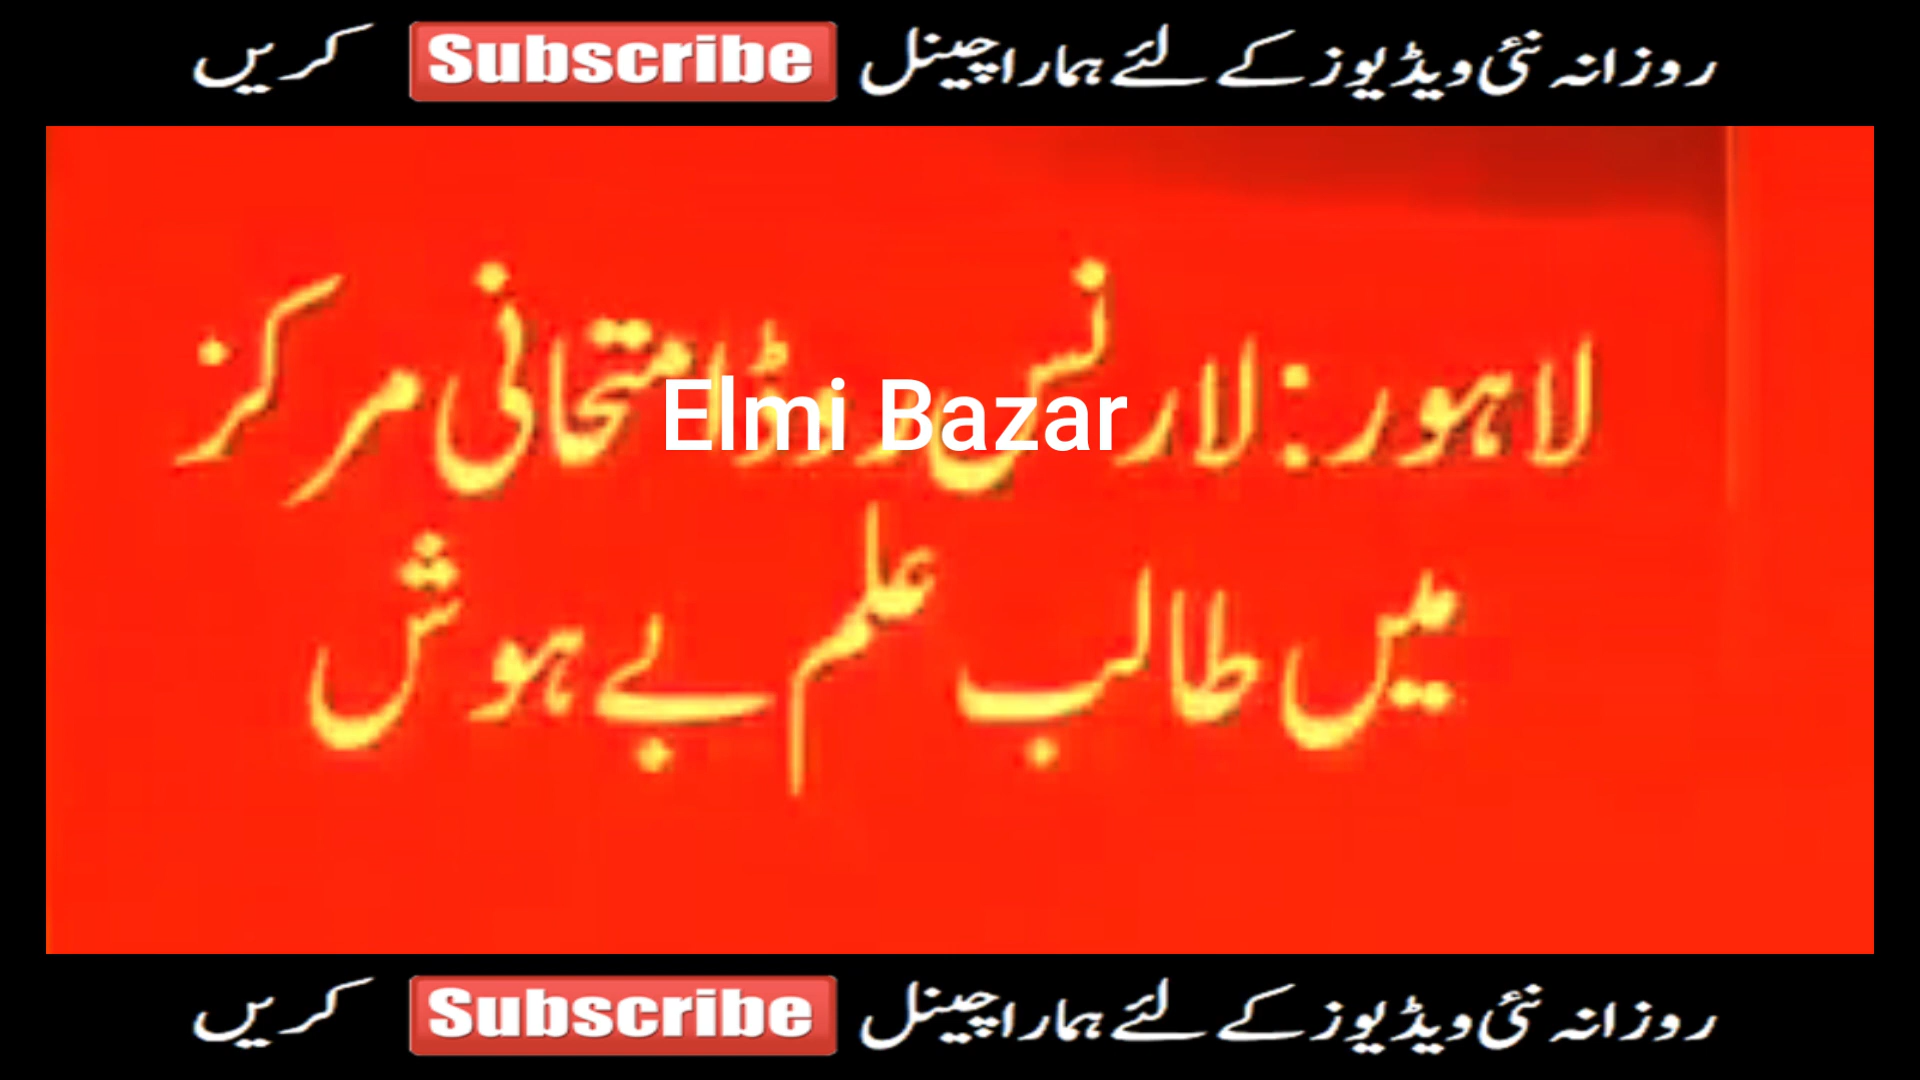 روزانہ نئی ویڈیوز کے لئے ہمارا چینل Subscribe کریں
لاہور: لارنس روڈ امتحانی مرکز
Elmi Bazar
میں طالب علم بے ہوش
روزانہ نئی ویڈیوز کے لئے ہمارا چینل Subscribe کریں